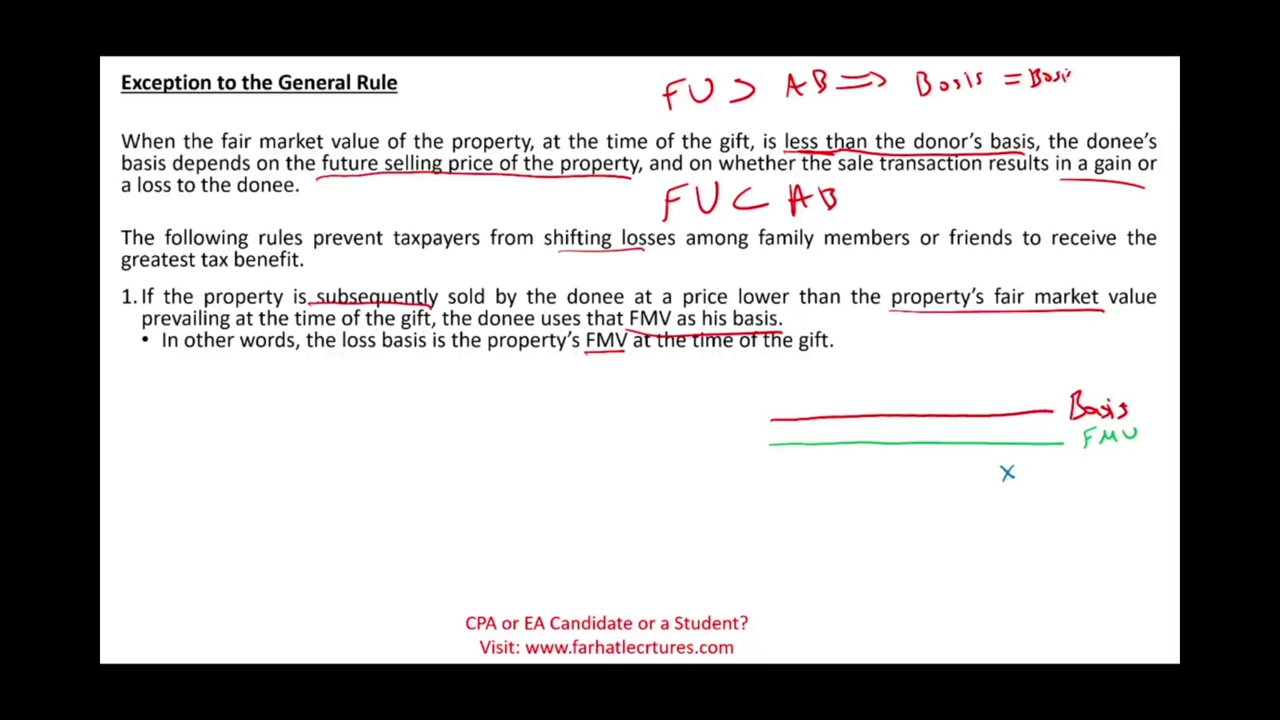 Exception to the General Rule
FV > AB ⇒ Basis = Basis
When the fair market value of the property, at the time of the gift, is less than the donor's basis, the donee's
basis depends on the future selling price of the property, and on whether the sale transaction results in a gain or
a loss to the donee.
FV < AB
The following rules prevent taxpayers from shifting losses among family members or friends to receive the
greatest tax benefit.
1. If the property is subsequently sold by the donee at a price lower than the property's fair market value
prevailing at the time of the gift, the donee uses that FMV as his basis.
• In other words, the loss basis is the property's FMV at the time of the gift.
Basis
FMV
X
CPA or EA Candidate or a Student?
Visit: www.farhatlecrtures.com